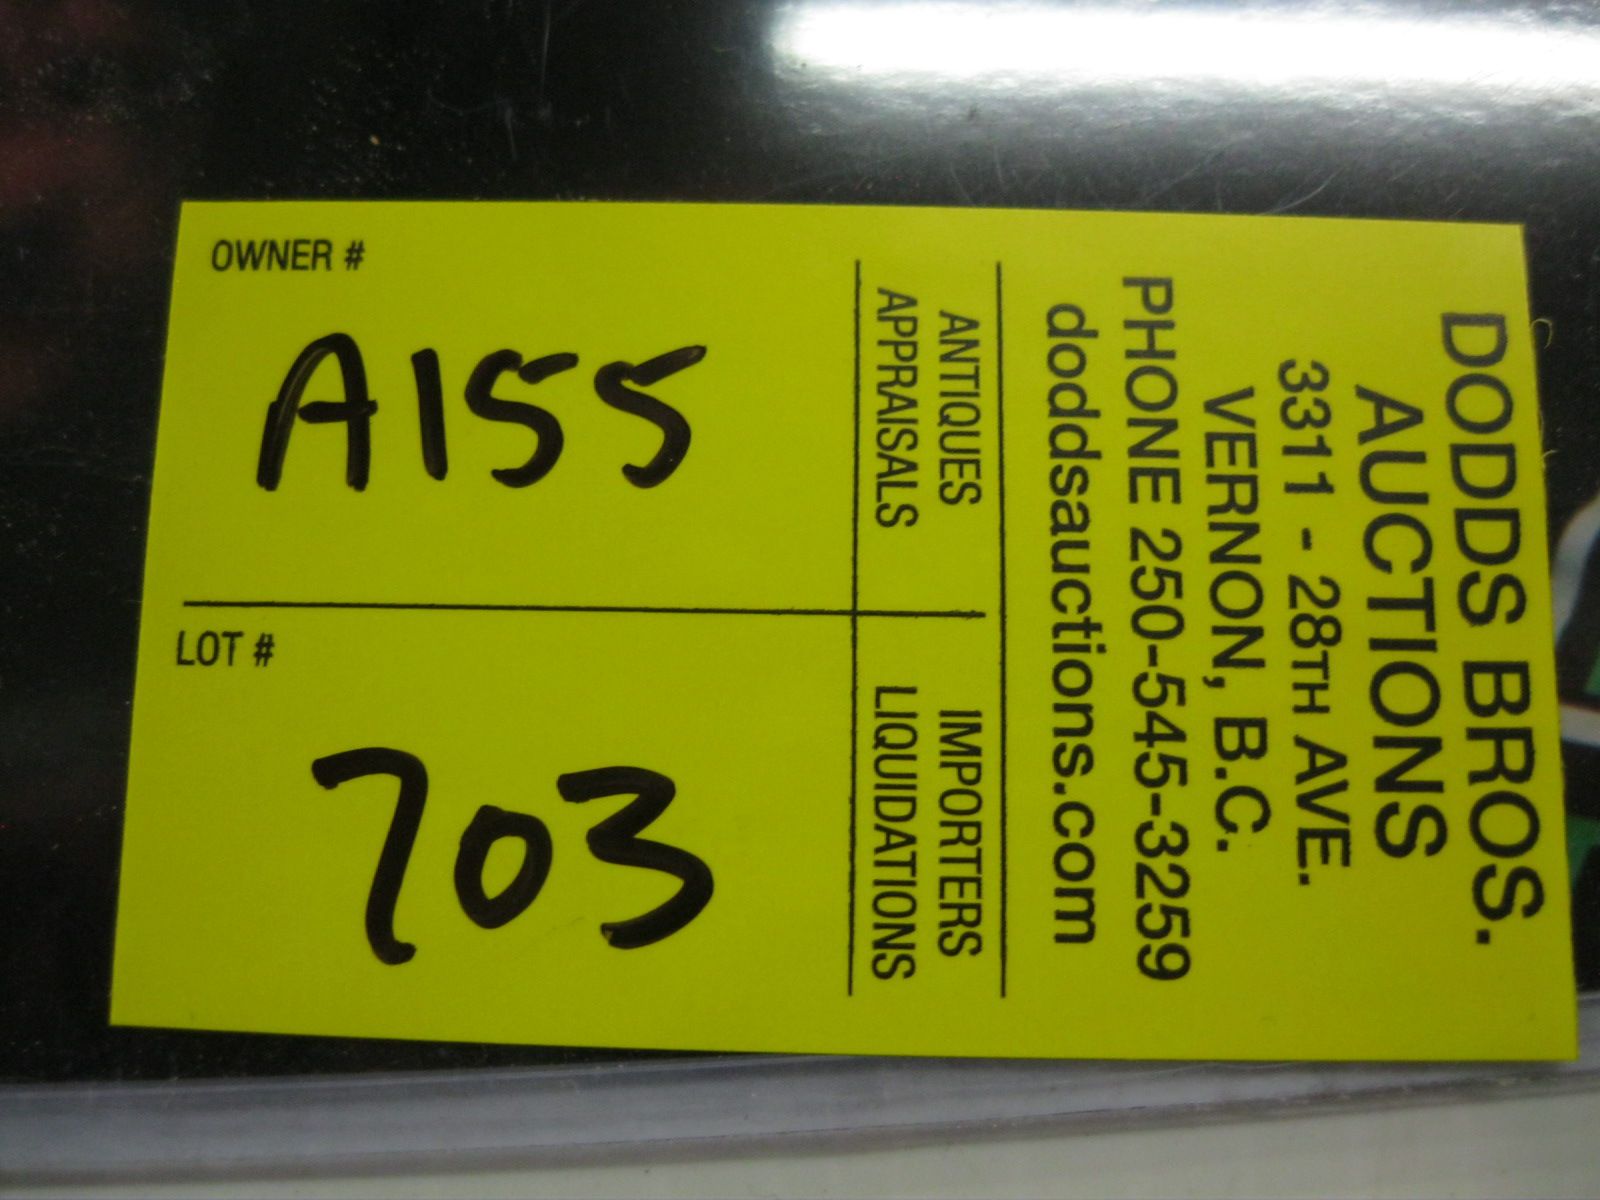 DODDS BROS.
AUCTIONS
3311 - 28TH AVE.
VERNON, B.C.
PHONE 250-545-3259
doddsauctions.com
ANTIQUES
APPRAISALS
IMPORTERS
LIQUIDATIONS
OWNER #
A155
LOT #
703